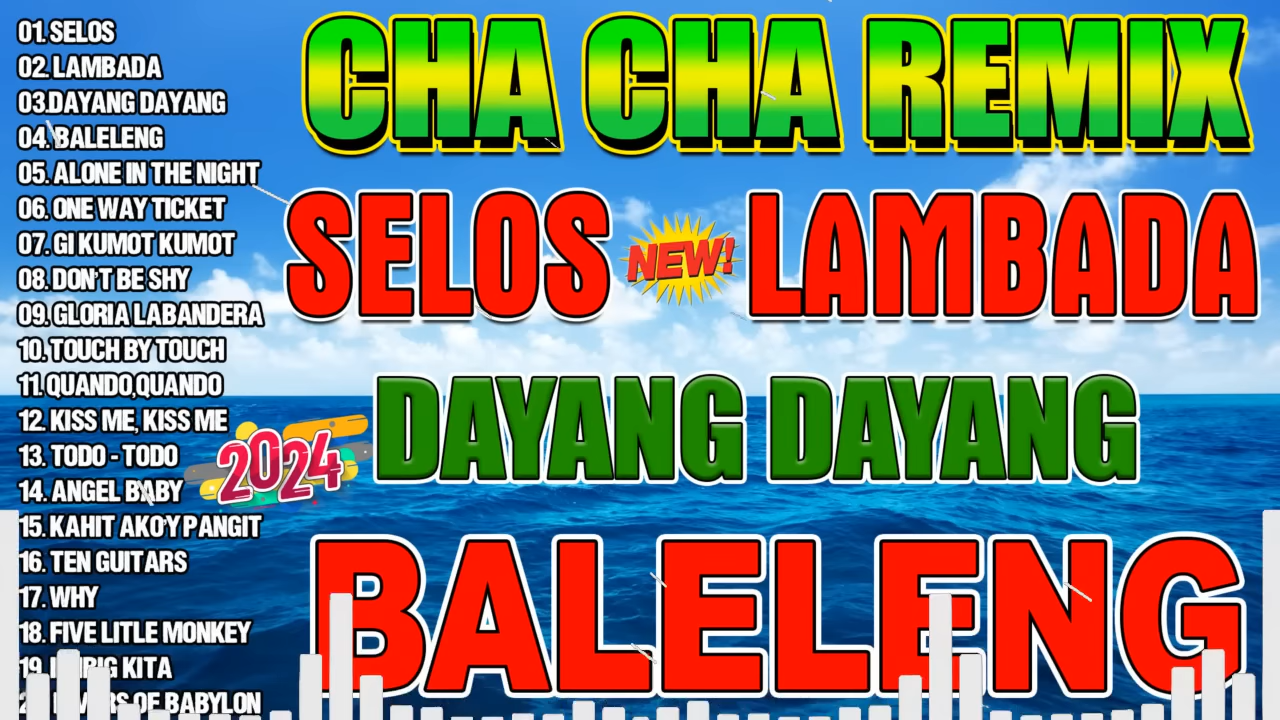 01. SELOS
02. LAMBADA
03.DAYANG DAYANG
04. BALELENG
05. ALONE IN THE NIGHT
06. ONE WAY TICKET
07. GI KUMOT KUMOT
08. DON'T BE SHY
09. GLORIA LABANDERA
10. TOUCH BY TOUCH
11. QUANDO,QUANDO
12. KISS ME, KISS ME
13. TODO - TODO
14. ANGEL BABY
15. KAHIT AKO'Y PANGIT
16. TEN GUITARS
17. WHY
18. FIVE LITLE MONKEY
19. KITA
OF BABYLON
CHA CHA REMIX
SELOS NEW! LAMBADA
2024 DAYANG DAYANG
BALELENG